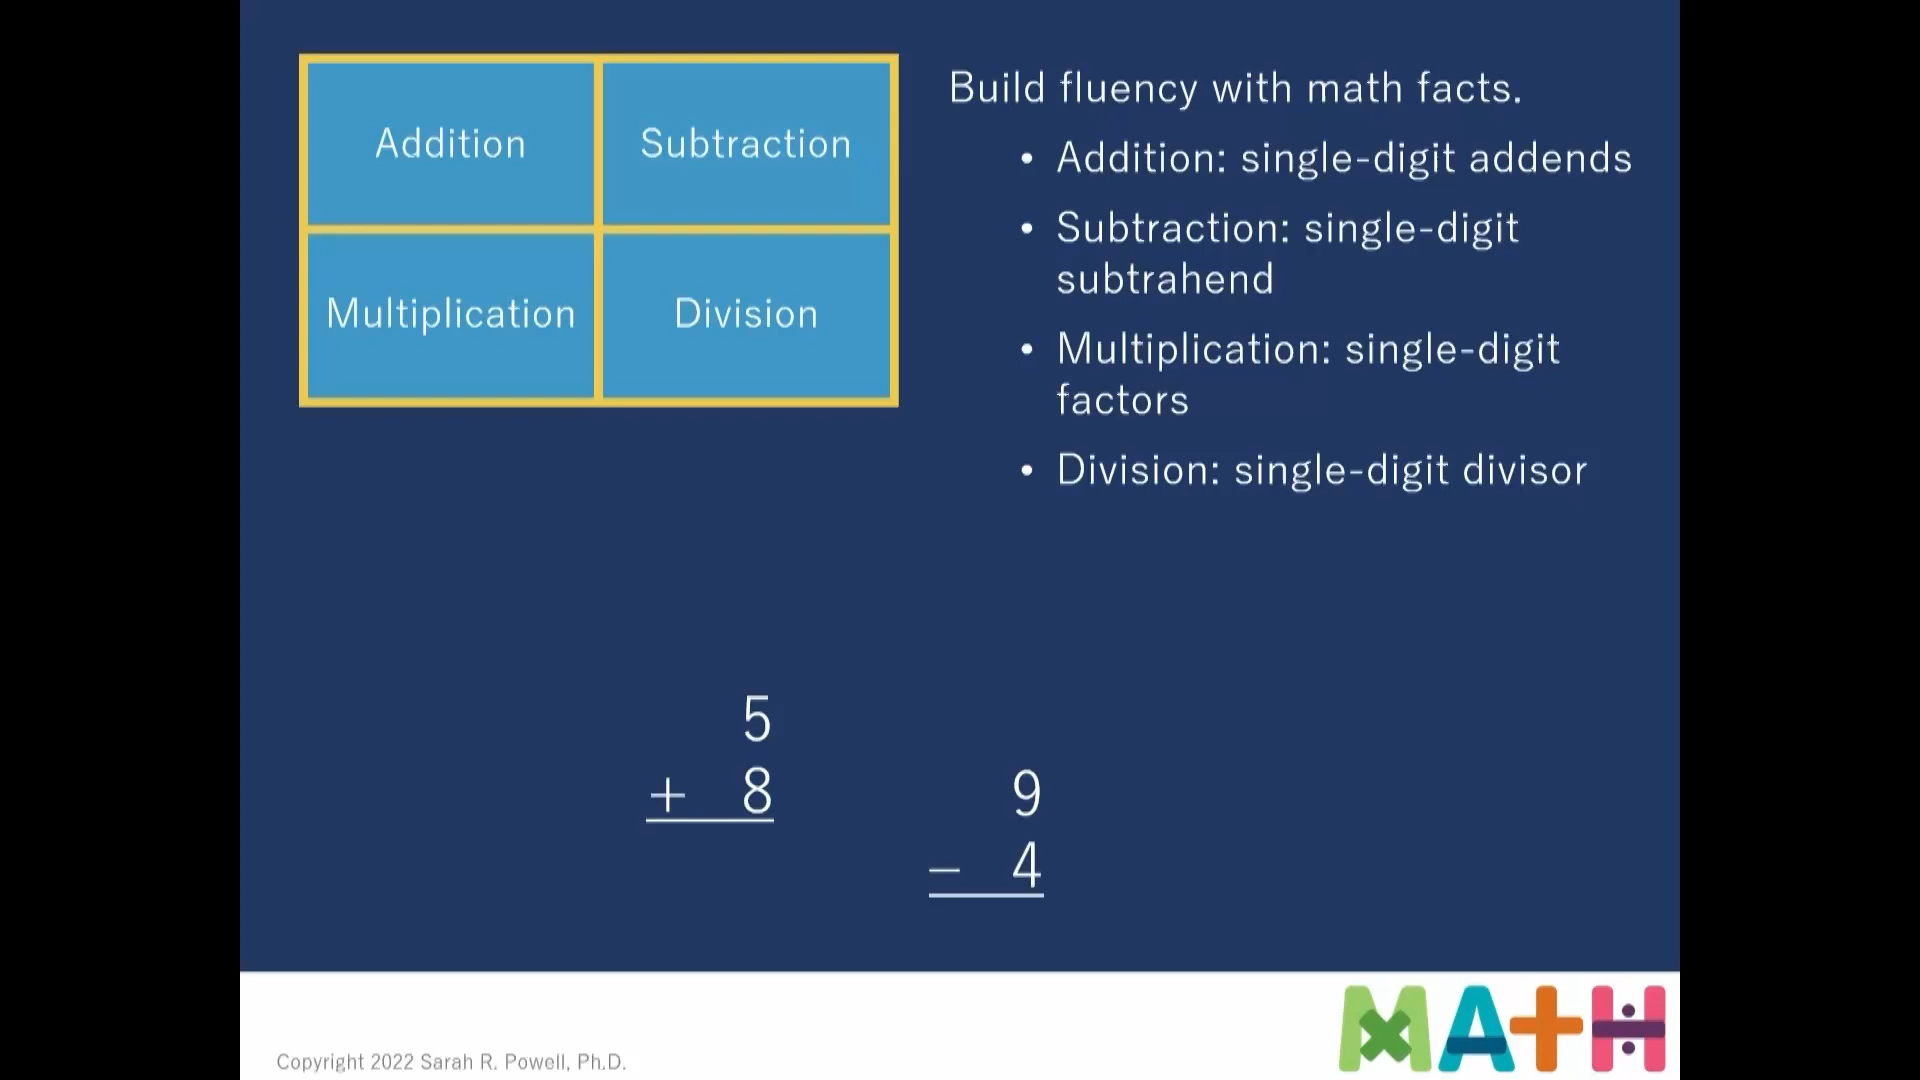 Addition
Subtraction
Multiplication
Division
Build fluency with math facts.
• Addition: single-digit addends
• Subtraction: single-digit
subtrahend
• Multiplication: single-digit
factors
• Division: single-digit divisor
5
+ 8
9
− 4
Copyright 2022 Sarah R. Powell, Ph.D.
MATH